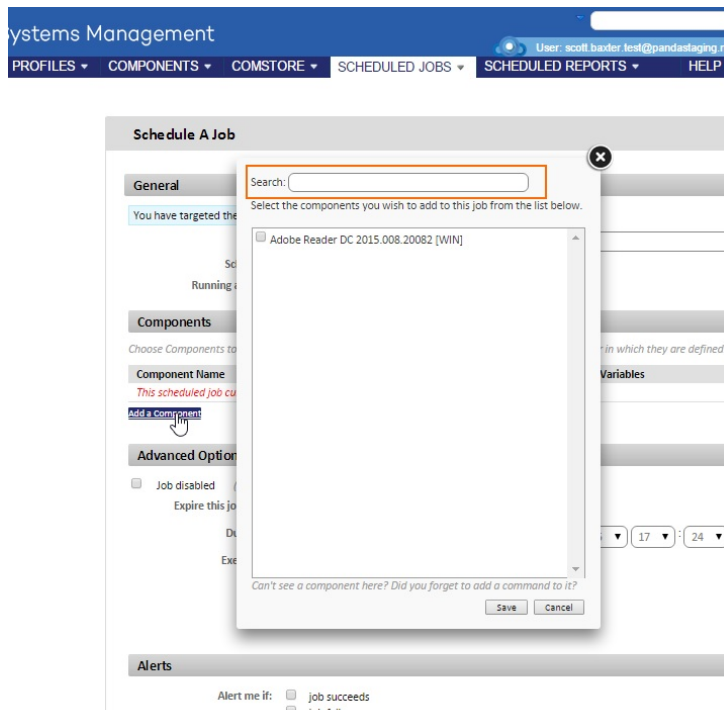 Systems Management
User: scott.baxter.test@pandastaging.
PROFILES COMPONENTS COMSTORE SCHEDULED JOBS SCHEDULED REPORTS HELP
Schedule A Job
General
Search:
You have targeted the
Select the components you wish to add to this job from the list below.
Adobe Reader DC 2015.008.20082 [WIN]
Running
Components
Choose Components to
in which they are defined
Component Name
Variables
This scheduled job cu
Add a Component
Advanced Option
Job disabled
Expire this jo
17 : 24
Can't see a component here? Did you forget to add a command to it?
Save Cancel
Alerts
Alert me if: job succeeds